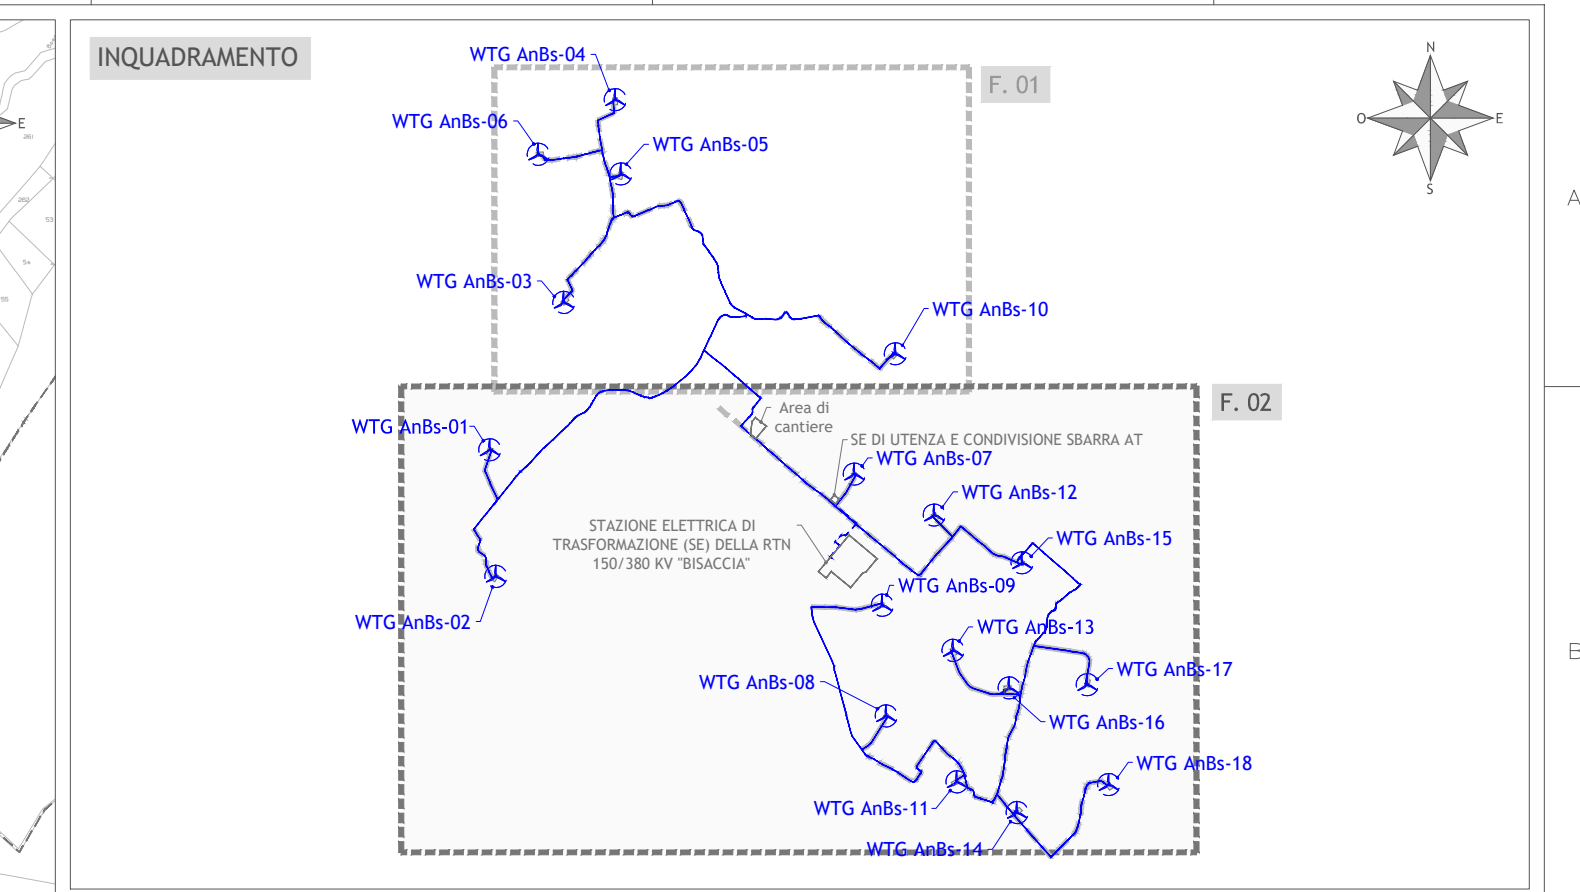 INQUADRAMENTO
WTG AnBs-04
F. 01
N
O
E
S
WTG AnBs-06
WTG AnBs-05
E
261
262
53
WTG AnBs-03
WTG AnBs-10
A
F. 02
Area di
cantiere
WTG AnBs-01
SE DI UTENZA E CONDIVISIONE SBARRA AT
WTG AnBs-07
WTG AnBs-12
STAZIONE ELETTRICA DI
TRASFORMAZIONE (SE) DELLA RTN
150/380 KV "BISACCIA"
WTG AnBs-15
WTG AnBs-09
WTG AnBs-02
WTG AnBs-13
B
WTG AnBs-17
WTG AnBs-08
WTG AnBs-16
WTG AnBs-18
WTG AnBs-11
WTG AnBs-14